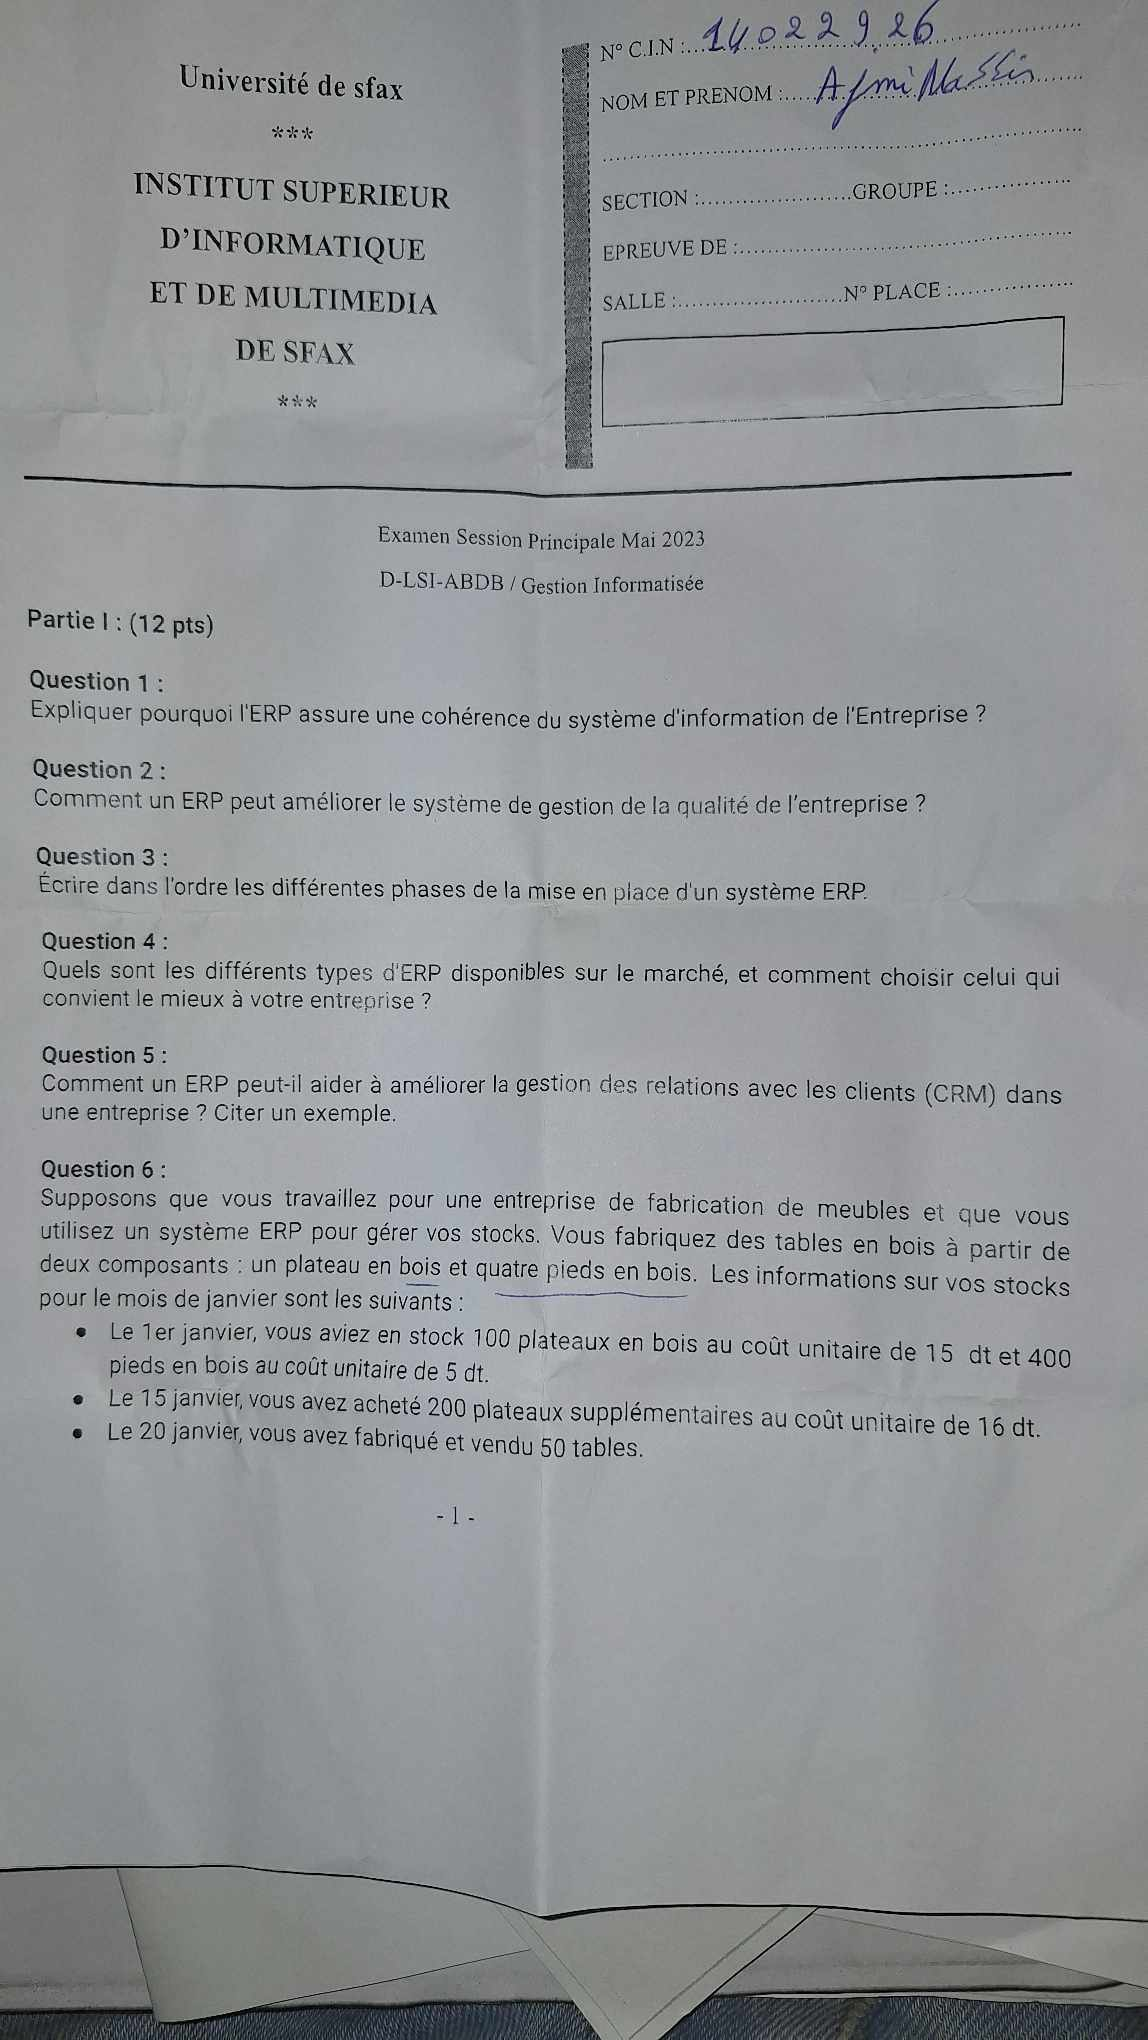 Université de sfax
***
INSTITUT SUPERIEUR
D'INFORMATIQUE
ET DE MULTIMEDIA
DE SFAX
***
N° C.I.N :...14022926
NOM ET PRENOM :.....Ajmi
SECTION :......................GROUPE :..................
EPREUVE DE :..................................................
SALLE :.........................N° PLACE :..................
Examen Session Principale Mai 2023
D-LSI-ABDB / Gestion Informatisée
Partie I : (12 pts)
Question 1 :
Expliquer pourquoi l'ERP assure une cohérence du système d'information de l'Entreprise ?
Question 2 :
Comment un ERP peut améliorer le système de gestion de la qualité de l'entreprise ?
Question 3 :
Écrire dans l'ordre les différentes phases de la mise en place d'un système ERP.
Question 4 :
Quels sont les différents types d'ERP disponibles sur le marché, et comment choisir celui qui
convient le mieux à votre entreprise ?
Question 5 :
Comment un ERP peut-il aider à améliorer la gestion des relations avec les clients (CRM) dans
une entreprise ? Citer un exemple.
Question 6 :
Supposons que vous travaillez pour une entreprise de fabrication de meubles et que vous
utilisez un système ERP pour gérer vos stocks. Vous fabriquez des tables en bois à partir de
deux composants : un plateau en bois et quatre pieds en bois. Les informations sur vos stocks
pour le mois de janvier sont les suivants :
● Le 1er janvier, vous aviez en stock 100 plateaux en bois au coût unitaire de 15 dt et 400
pieds en bois au coût unitaire de 5 dt.
● Le 15 janvier, vous avez acheté 200 plateaux supplémentaires au coût unitaire de 16 dt.
● Le 20 janvier, vous avez fabriqué et vendu 50 tables.
- 1 -